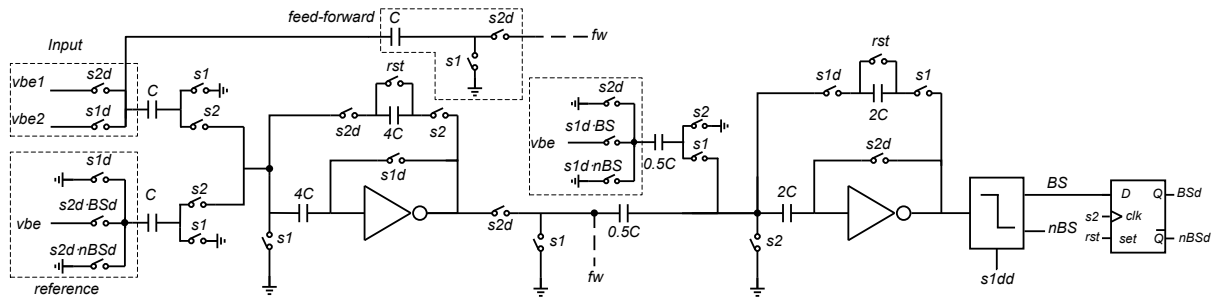 feed-forward
C
s2d
fw
s1
Input
vbe1
s2d
vbe2
s1d
C
s1
s2
reference
s1d
vbe
s2d·BSd
s2d·nBSd
C
s2
s1
s1
4C
rst
s2d
4C
s2
s1d
s2d
s1
fw
0.5C
s2d
vbe
s1d·BS
s1d·nBS
0.5C
s2
s1
s2
2C
rst
s1d
2C
s1
s2d
BS
nBS
s1dd
D
Q
BSd
s2
clk
rst
set
Q
nBSd